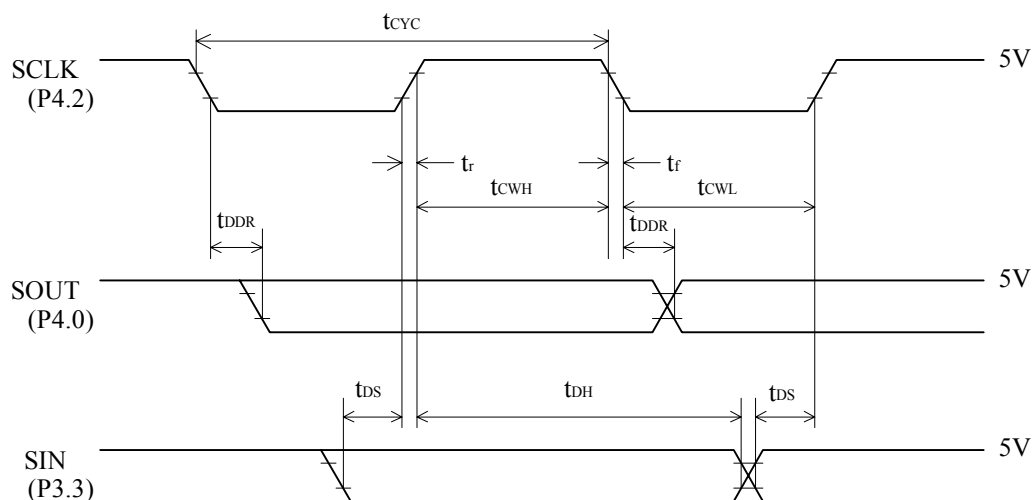 tCYC
SCLK 5V
(P4.2)
tr tf
tCWH tCWL
tDDR tDDR
SOUT 5V
(P4.0)
tDS tDH tDS
SIN 5V
(P3.3)